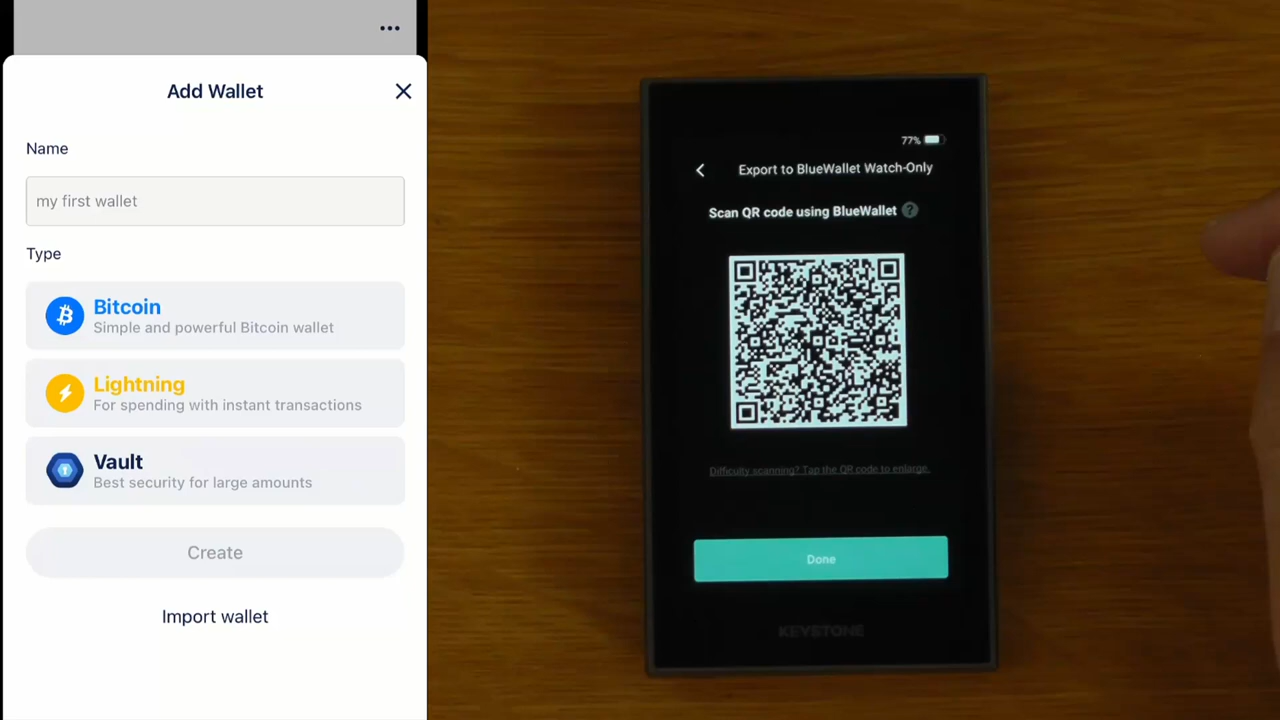 Add Wallet
Name
my first wallet
Type
Bitcoin
Simple and powerful Bitcoin wallet
Lightning
For spending with instant transactions
Vault
Best security for large amounts
Create
Import wallet
77%
Export to BlueWallet Watch-Only
Scan QR code using BlueWallet ?
Difficulty scanning? Tap the QR code to enlarge.
Done
KEYSTONE